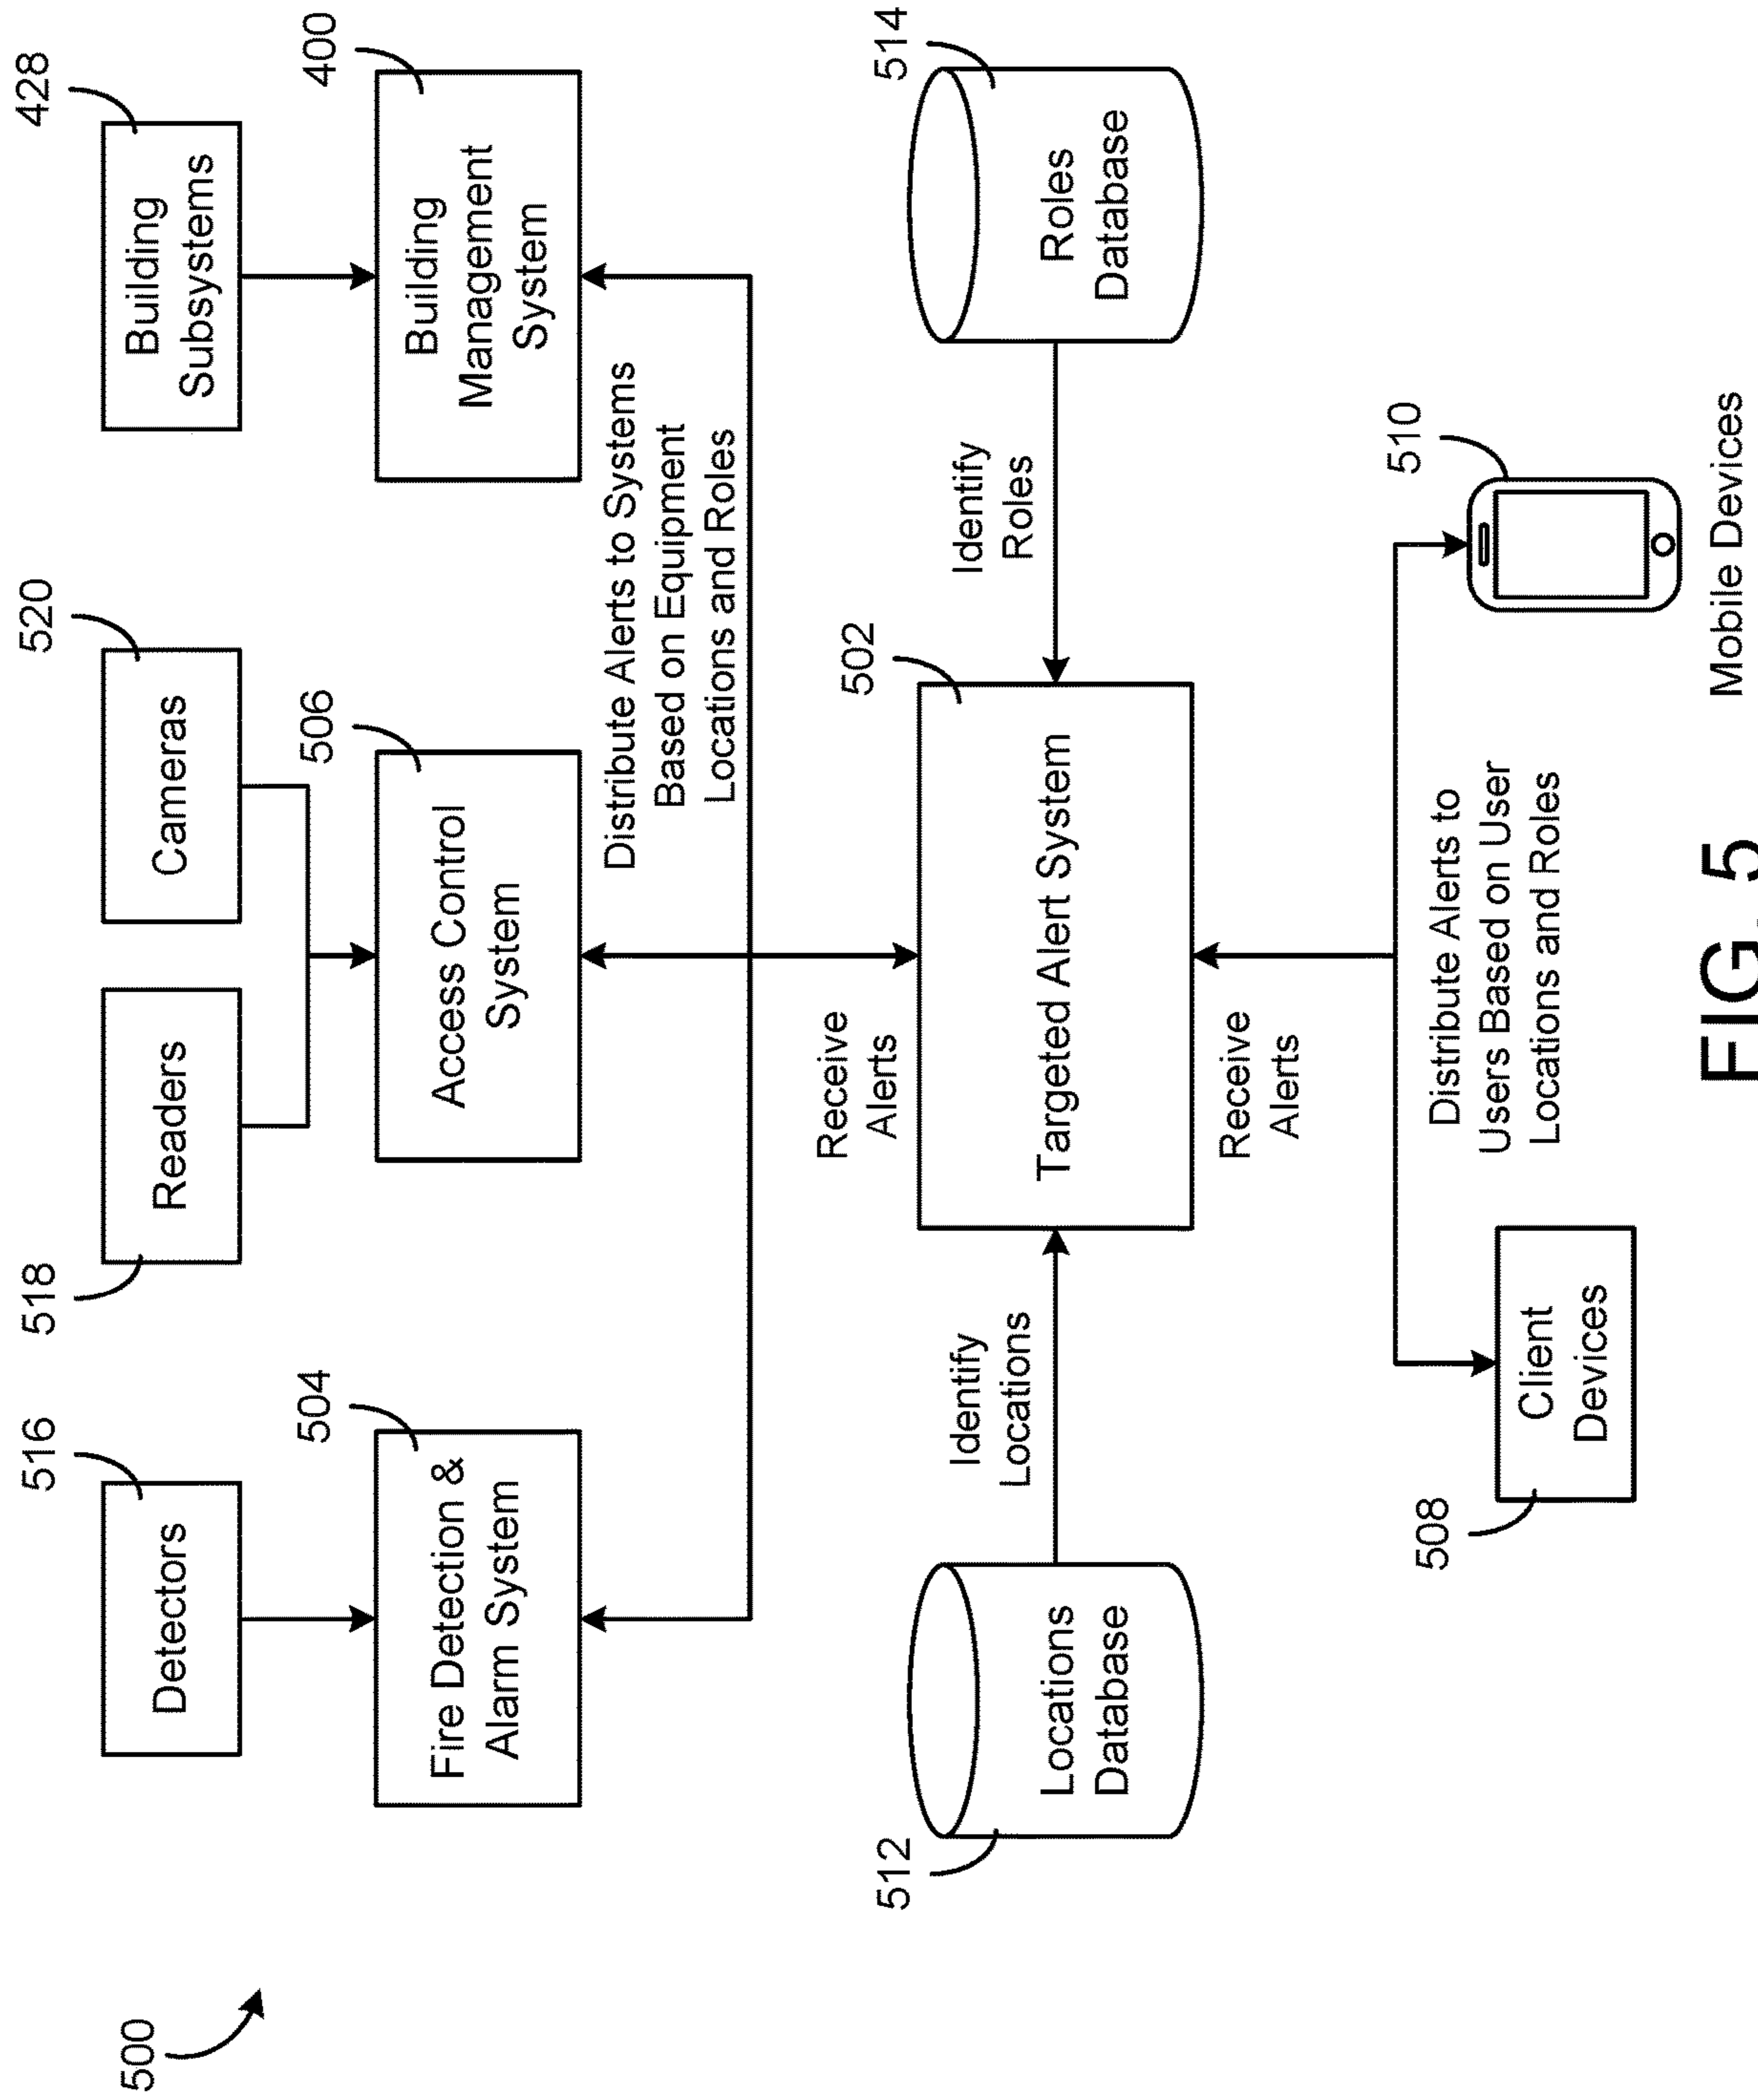 500
516
Detectors
518
Readers
520
Cameras
428
Building
Subsystems
504
Fire Detection &
Alarm System
506
Access Control
System
400
Building
Management
System
Distribute Alerts to Systems
Based on Equipment
Locations and Roles
Receive
Alerts
512
Locations
Database
Identify
Locations
502
Targeted Alert System
Identify
Roles
514
Roles
Database
Receive
Alerts
508
Client
Devices
Distribute Alerts to
Users Based on User
Locations and Roles
510
Mobile Devices
FIG. 5